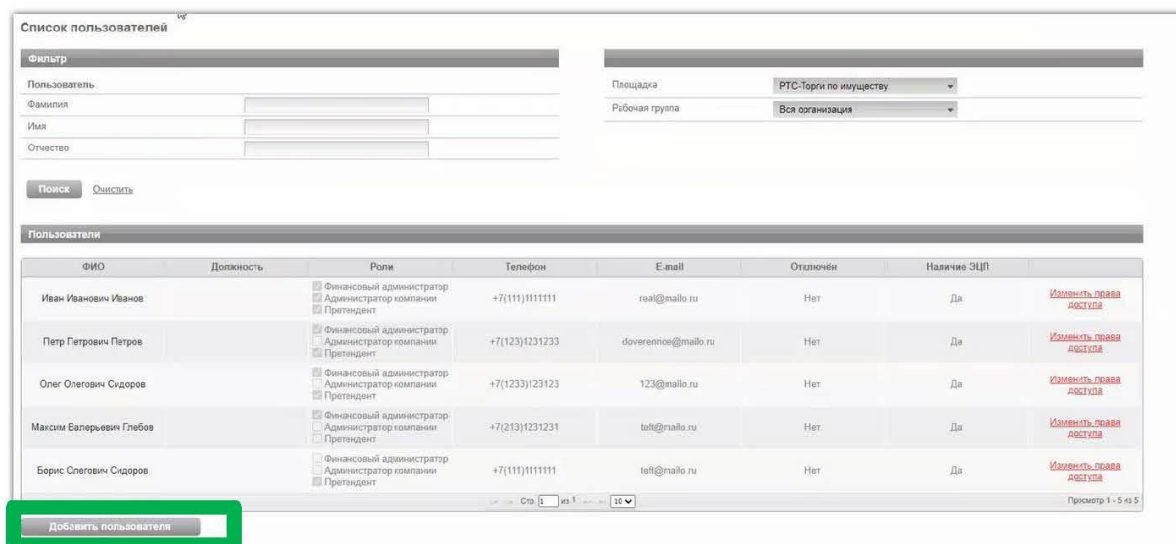 Список пользователей
Фильтр
Пользователь
Фамилия
Имя
Отчество
Площадка РТС-Торги по имуществу
Рабочая группа Вся организация
Поиск Очистить
Пользователи
ФИО Должность Роли Телефон E-mail Отключён Наличие ЭЦП
Финансовый администратор
Иван Иванович Иванов Администратор компании +7(111)1111111 real@mailo.ru Нет Да Изменить права доступа
Претендент
Финансовый администратор
Петр Петрович Петров Администратор компании +7(123)1231233 doverennoe@mailo.ru Нет Да Изменить права доступа
Претендент
Финансовый администратор
Олег Олегович Сидоров Администратор компании +7(1233)123123 123@mailo.ru Нет Да Изменить права доступа
Претендент
Финансовый администратор
Максим Валерьевич Глебов Администратор компании +7(213)1231231 Нет Да Изменить права доступа
Претендент
Финансовый администратор
Борис Олегович Сидоров Администратор компании +7(111)1111111 Нет Да Изменить права доступа
Претендент
Стр. 1 из 1 10 Просмотр 1 - 5 из 5
Добавить пользователя